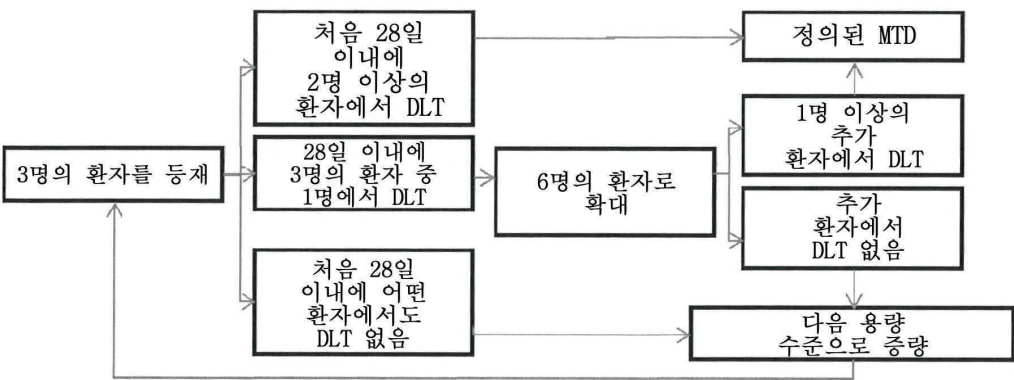 3명의 환자를 등재
처음 28일
이내에
2명 이상의
환자에서 DLT
28일 이내에
3명의 환자 중
1명에서 DLT
처음 28일
이내에 어떤
환자에서도
DLT 없음
6명의 환자로
확대
정의된 MTD
1명 이상의
추가
환자에서 DLT
추가
환자에서
DLT 없음
다음 용량
수준으로 증량